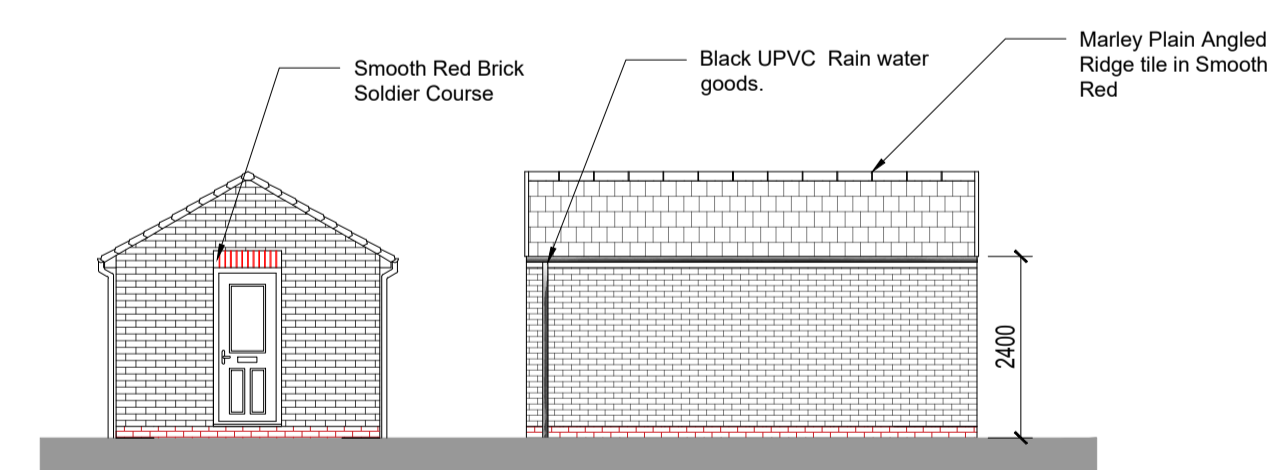 Smooth Red Brick
Soldier Course
Black UPVC  Rain water
goods.
Marley Plain Angled
Ridge tile in Smooth
Red
2400